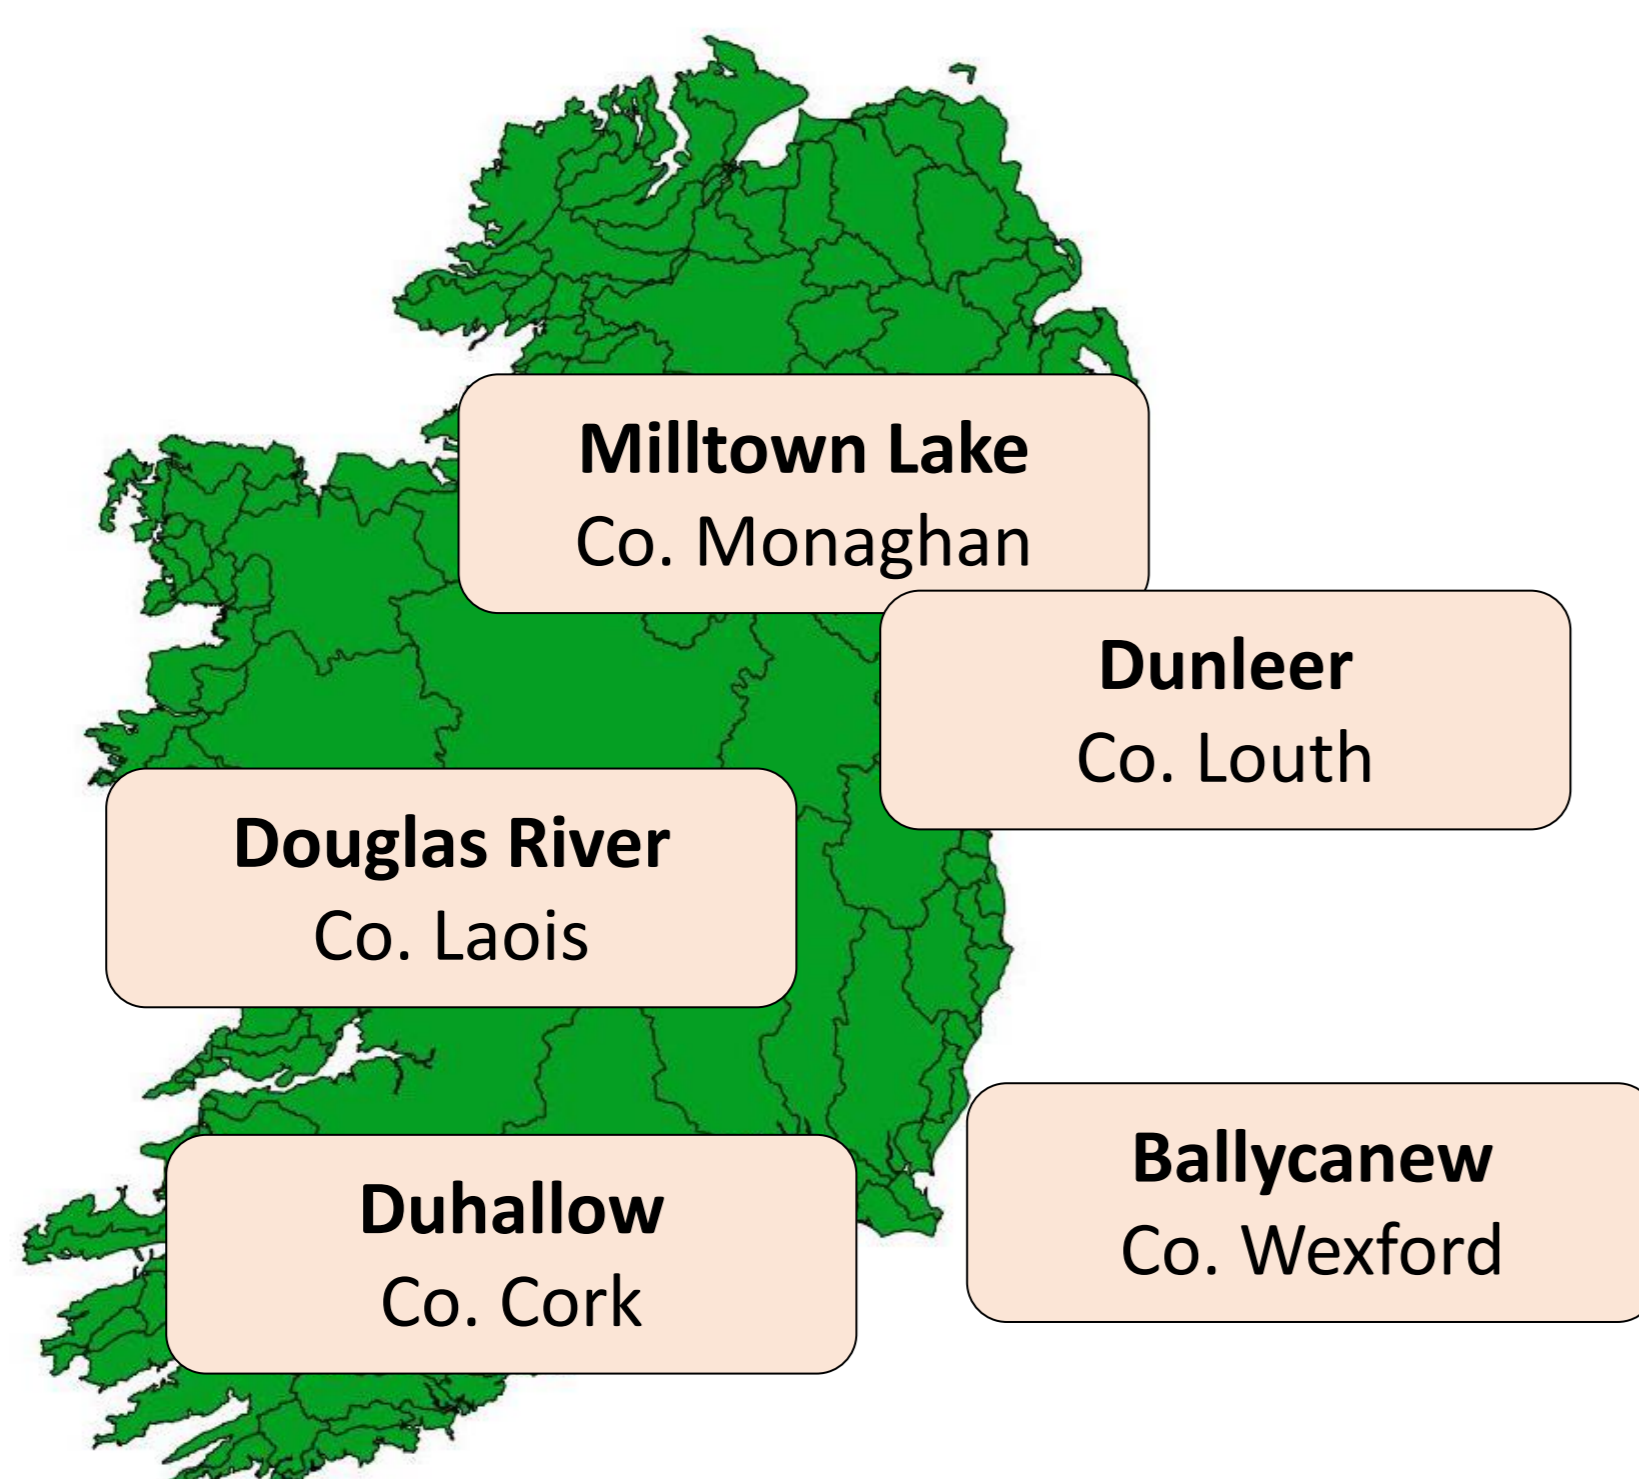 Milltown Lake
Co. Monaghan
Dunleer
Co. Louth
Douglas River
Co. Laois
Ballycanew
Co. Wexford
Duhallow
Co. Cork